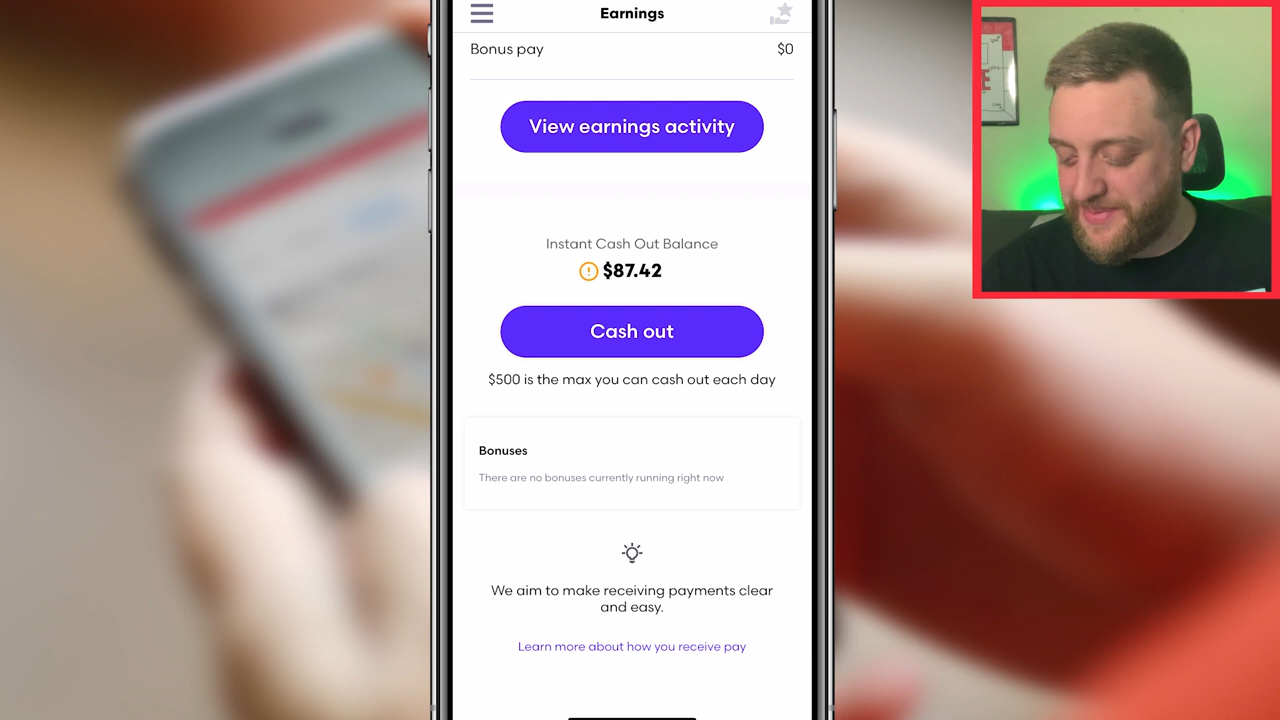 Earnings
Bonus pay $0
View earnings activity
Instant Cash Out Balance
$87.42
Cash out
$500 is the max you can cash out each day
Bonuses
There are no bonuses currently running right now
We aim to make receiving payments clear
and easy.
Learn more about how you receive pay